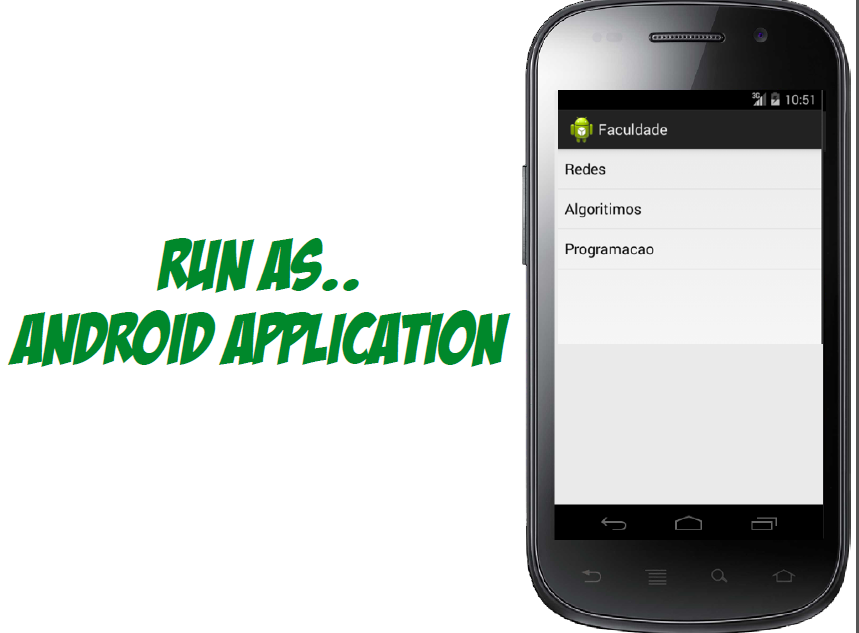 RUN AS..
ANDROID APPLICATION
3G 10:51
Faculdade
Redes
Algoritimos
Programacao